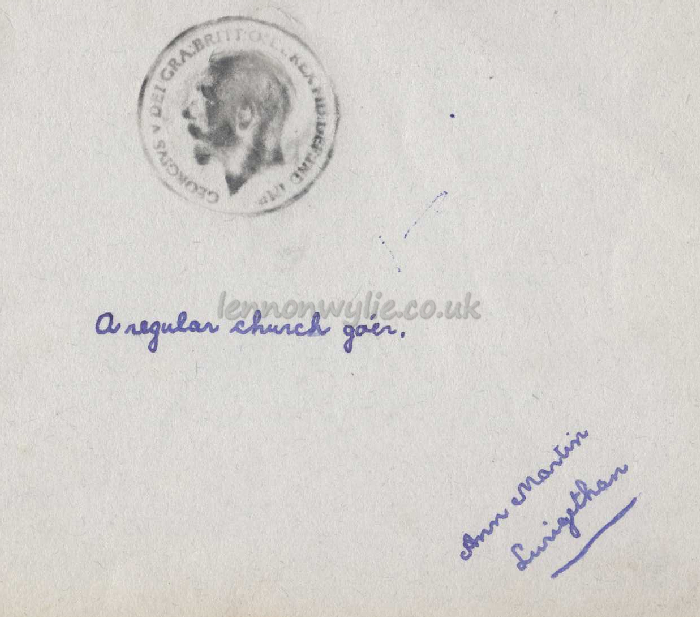 GEORGIVS V DEI GRA: BRITT: OMN: REX FID: DEF: IND: IMP:
lennonwylie.co.uk
A regular church goer.
Ann Martin
Lurigethan